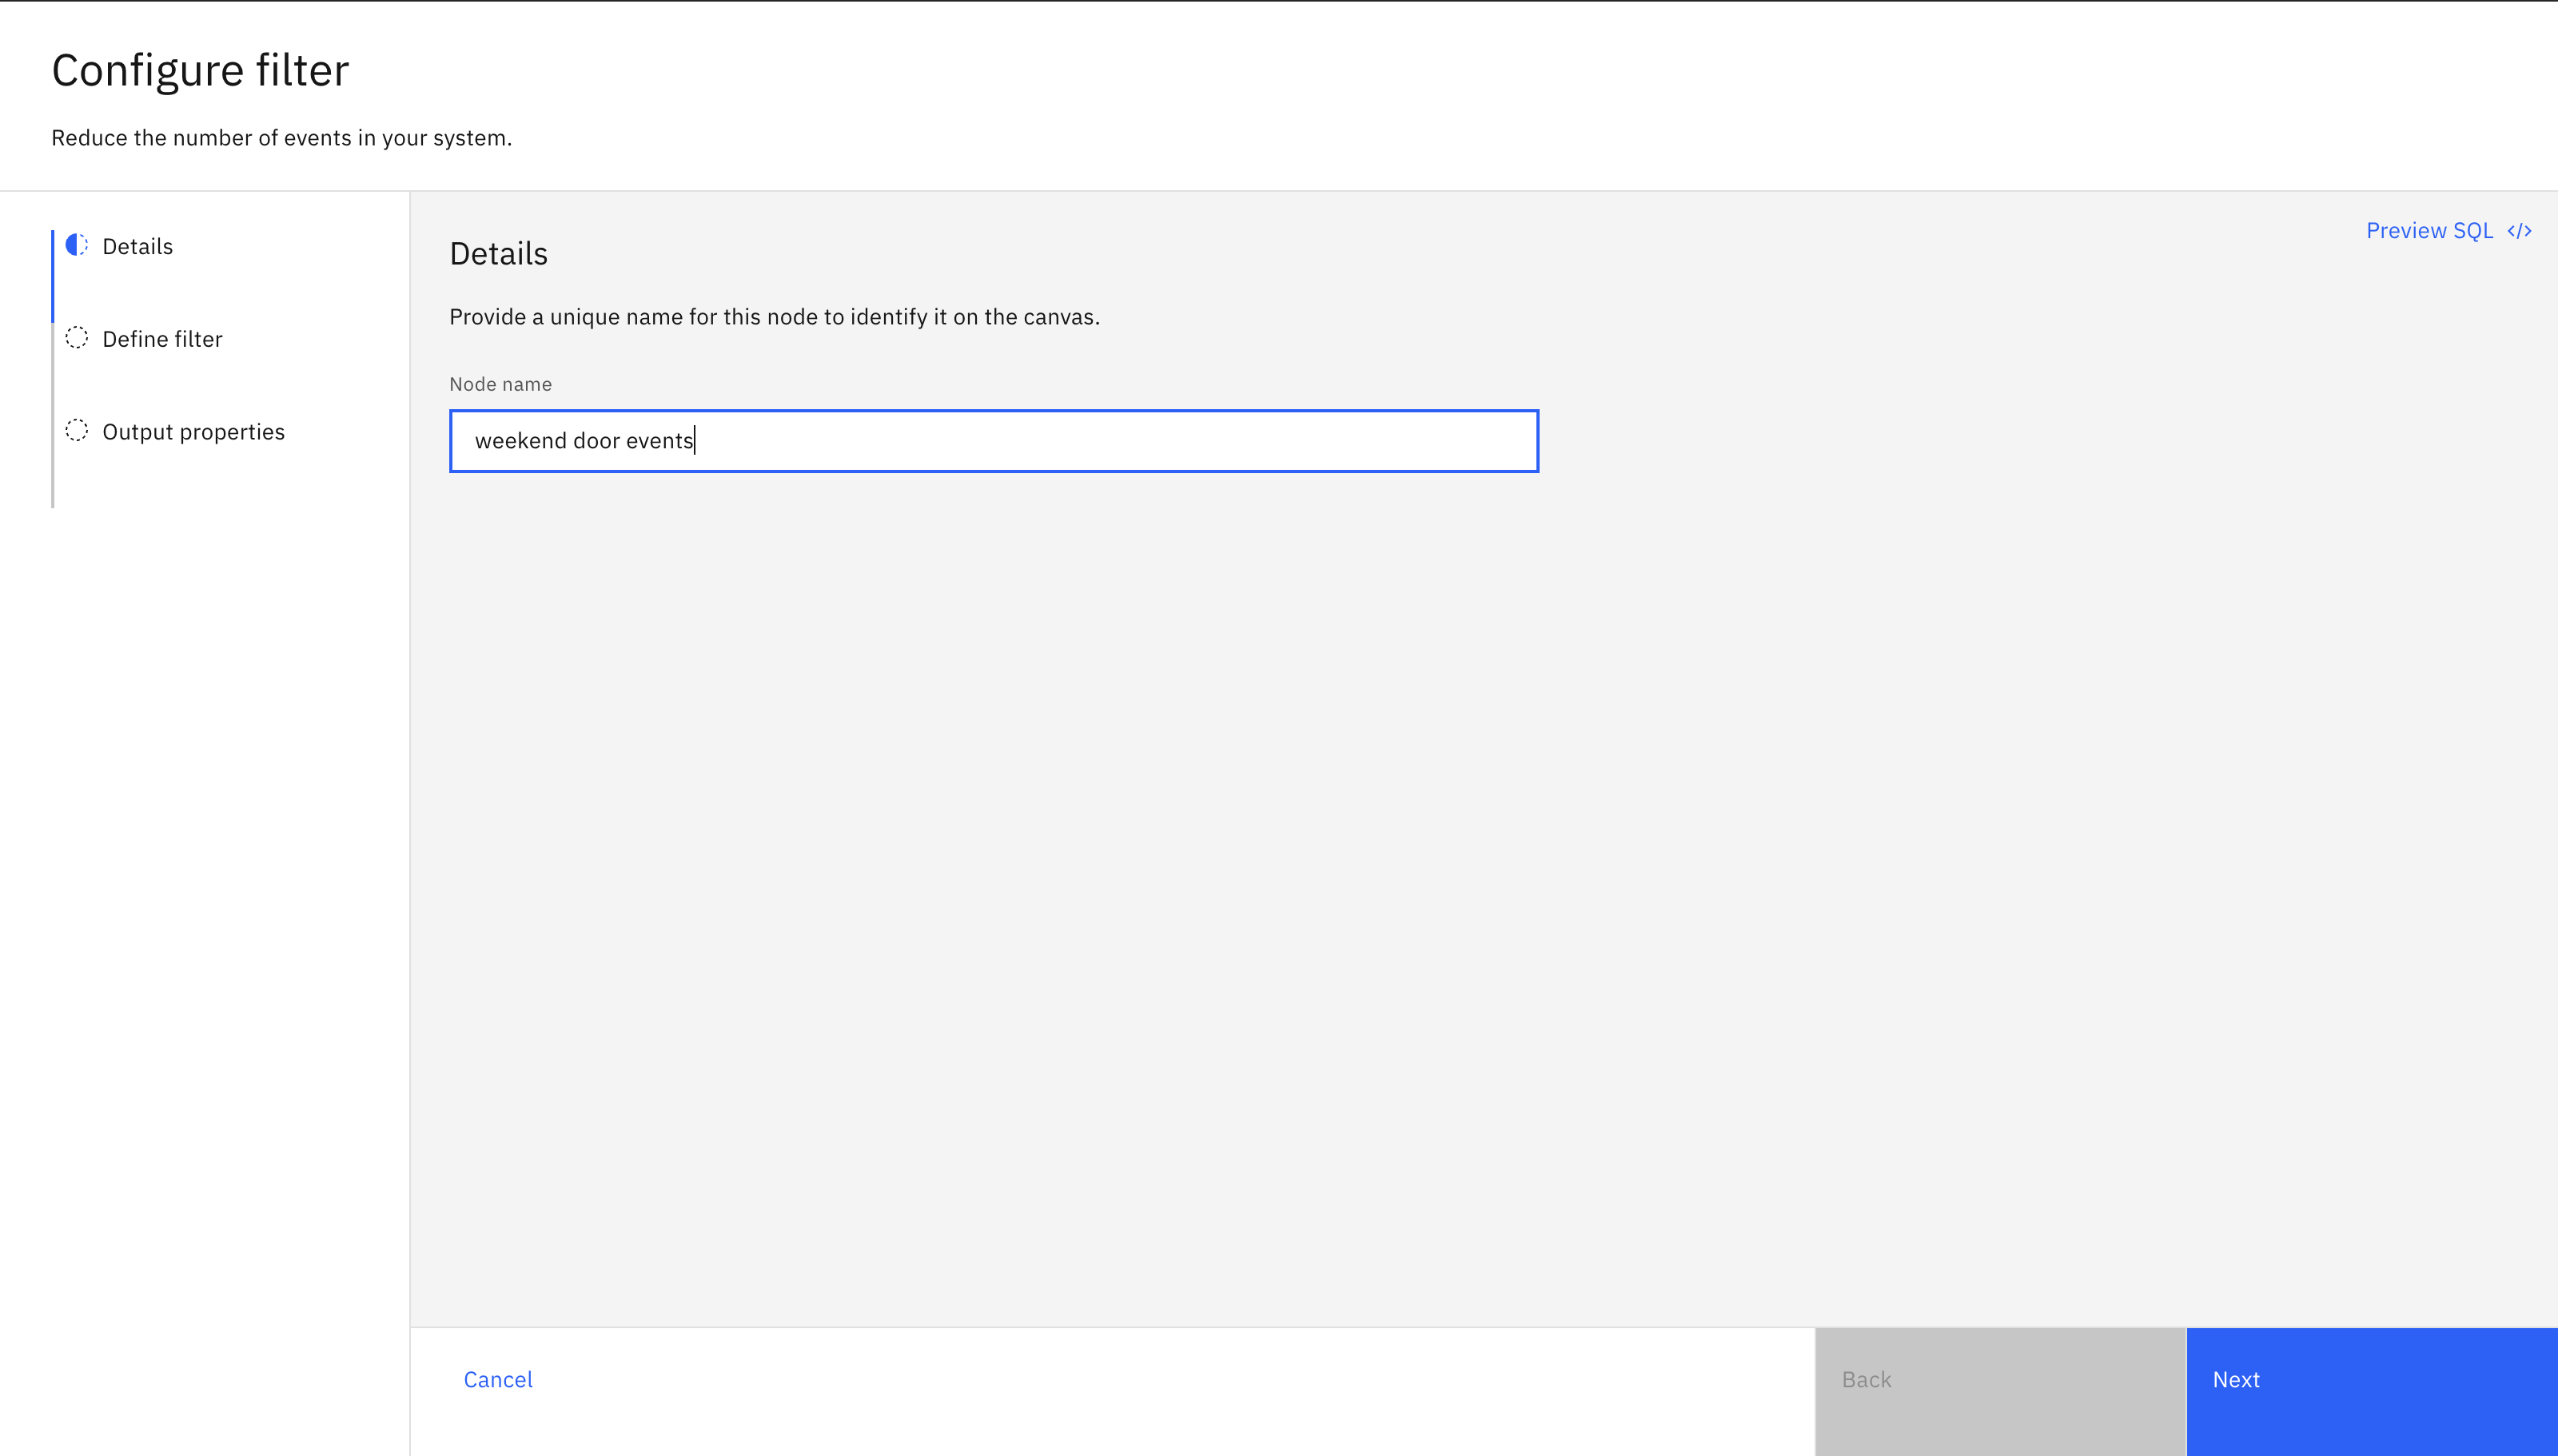 Configure filter
Reduce the number of events in your system.
Details
Define filter
Output properties
Preview SQL </>
Details
Provide a unique name for this node to identify it on the canvas.
Node name
weekend door events
Cancel
Back
Next